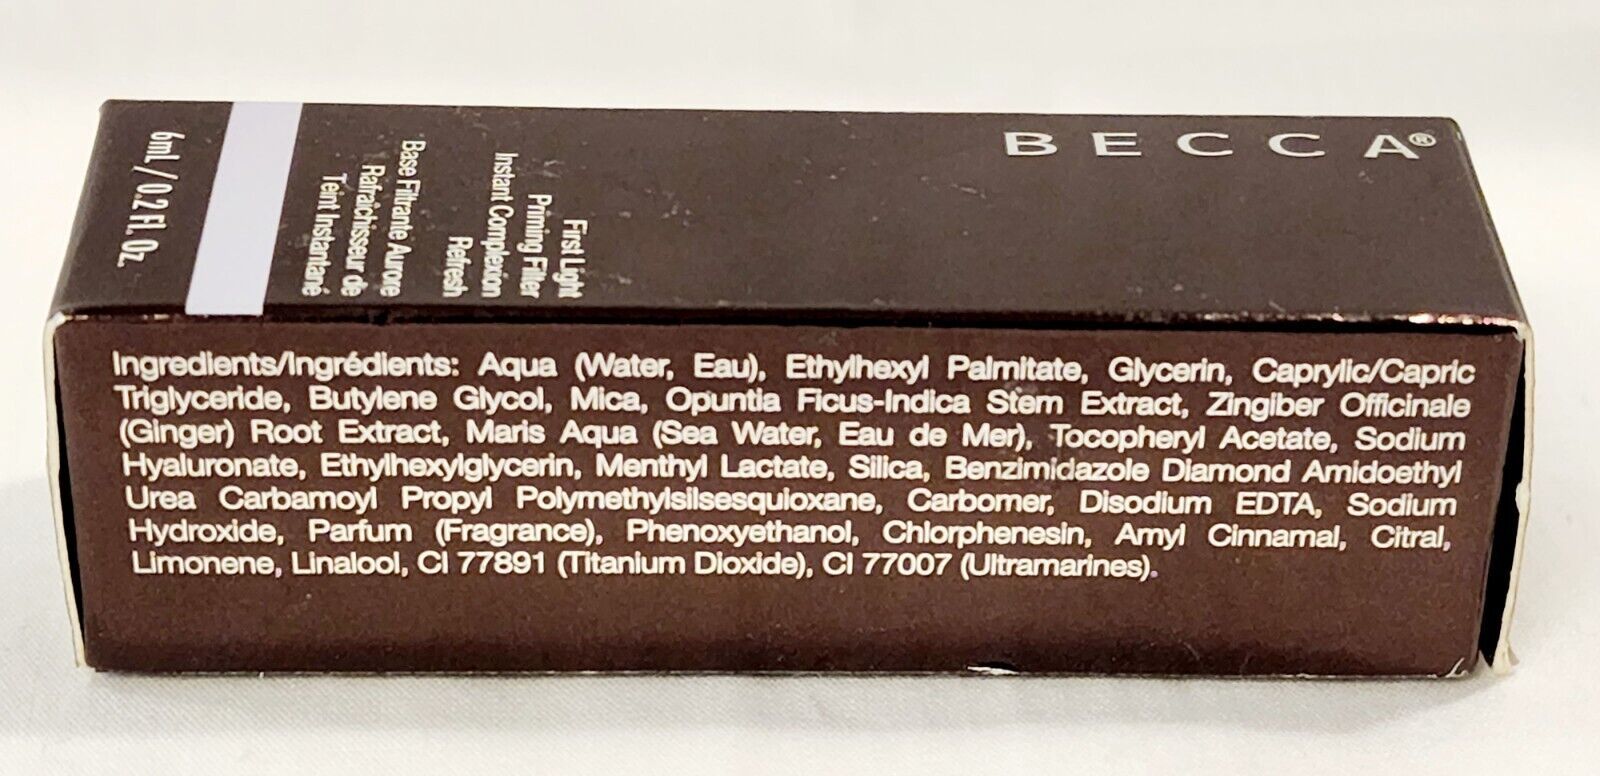 BECCA®
First Light
Priming Filter
Instant Complexion
Refresh
Base Filtrante Aurore
Rafraîchisseur de
Teint Instantané
6mL/0.2 Fl. Oz.
Ingredients/Ingrédients: Aqua (Water, Eau), Ethylhexyl Palmitate, Glycerin, Caprylic/Capric
Triglyceride, Butylene Glycol, Mica, Opuntia Ficus-Indica Stem Extract, Zingiber Officinale
(Ginger) Root Extract, Maris Aqua (Sea Water, Eau de Mer), Tocopheryl Acetate, Sodium
Hyaluronate, Ethylhexylglycerin, Menthyl Lactate, Silica, Benzimidazole Diamond Amidoethyl
Urea Carbamoyl Propyl Polymethylsilsesquioxane, Carbomer, Disodium EDTA, Sodium
Hydroxide, Parfum (Fragrance), Phenoxyethanol, Chlorphenesin, Amyl Cinnamal, Citral,
Limonene, Linalool, CI 77891 (Titanium Dioxide), CI 77007 (Ultramarines).